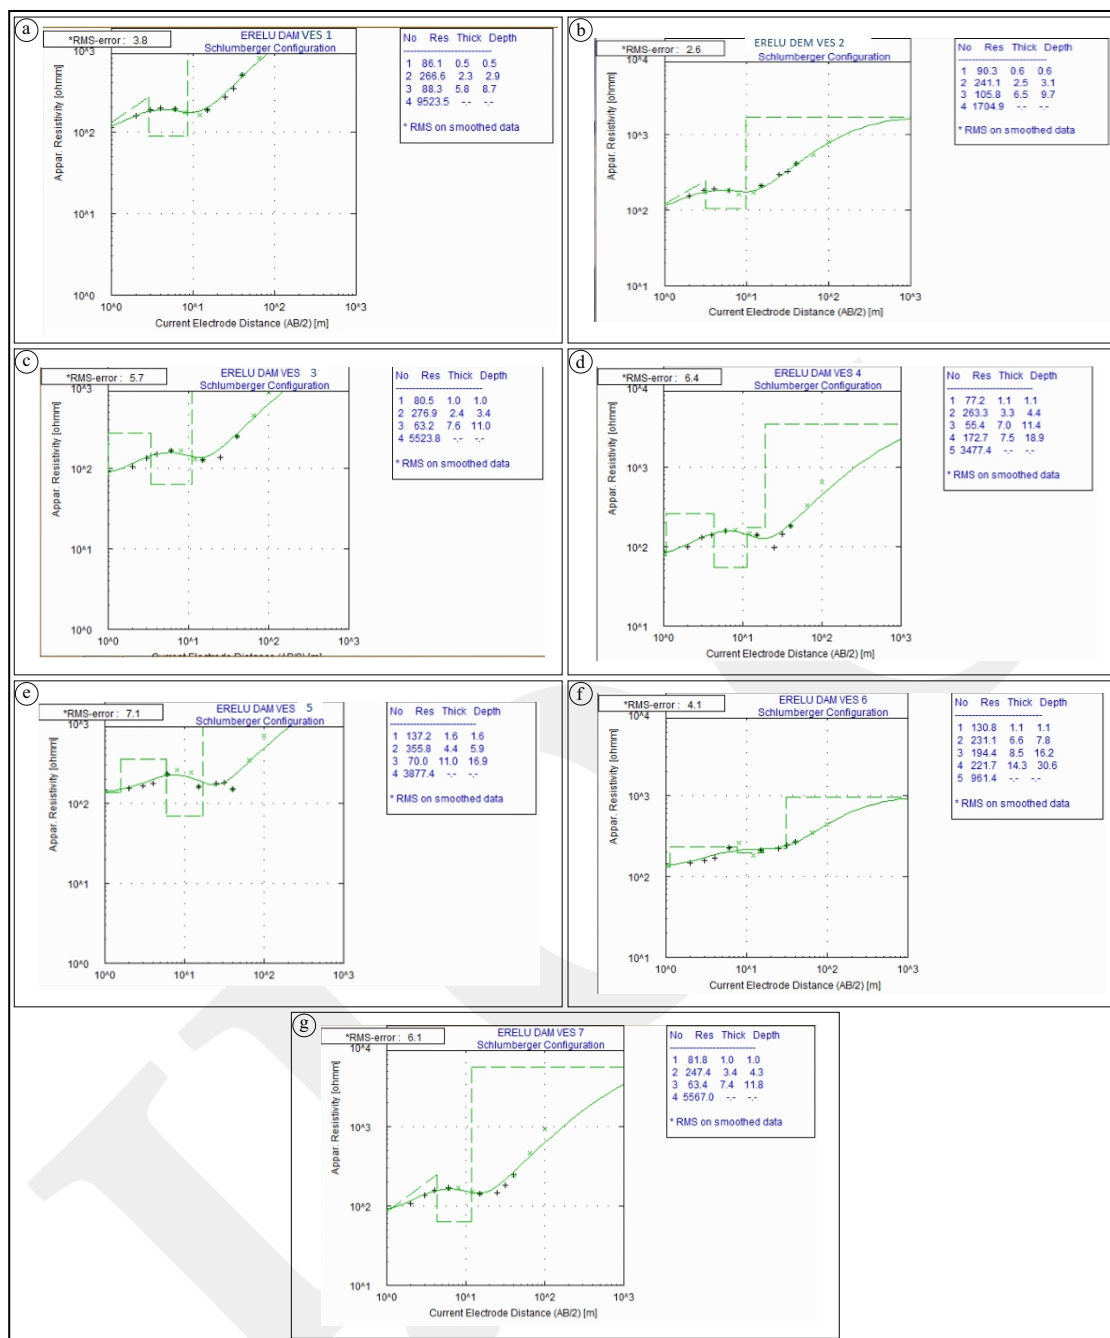 a
*RMS-error : 3.8
ERELU DAM VES 1
Schlumberger Configuration
Appar. Resistivity [ohmm]
10^3
10^2
10^1
10^0
10^0 10^1 10^2 10^3
Current Electrode Distance (AB/2) [m]
No Res Thick Depth
1 86.1 0.5 0.5
2 266.6 2.3 2.9
3 88.3 5.8 8.7
4 9523.5 -.- -.-
* RMS on smoothed data
b
*RMS-error : 2.6
ERELU DEM VES 2
Schlumberger Configuration
Appar. Resistivity [ohmm]
10^4
10^3
10^2
10^1
10^0 10^1 10^2 10^3
Current Electrode Distance (AB/2) [m]
No Res Thick Depth
1 90.3 0.6 0.6
2 241.1 2.5 3.1
3 105.8 6.5 9.7
4 1704.9 -.- -.-
* RMS on smoothed data
c
*RMS-error : 5.7
ERELU DAM VES 3
Schlumberger Configuration
Appar. Resistivity [ohmm]
10^3
10^2
10^1
10^0
10^0 10^1 10^2 10^3
Current Electrode Distance (AB/2) [m]
No Res Thick Depth
1 80.5 1.0 1.0
2 276.9 2.4 3.4
3 63.2 7.6 11.0
4 5523.8 -.- -.-
* RMS on smoothed data
d
*RMS-error : 6.4
ERELU DAM VES 4
Schlumberger Configuration
Appar. Resistivity [ohmm]
10^4
10^3
10^2
10^1
10^0 10^1 10^2 10^3
Current Electrode Distance (AB/2) [m]
No Res Thick Depth
1 77.2 1.1 1.1
2 263.3 3.3 4.4
3 55.4 7.0 11.4
4 172.7 7.5 18.9
5 3477.4 -.- -.-
* RMS on smoothed data
e
*RMS-error : 7.1
ERELU DAM VES 5
Schlumberger Configuration
Appar. Resistivity [ohmm]
10^3
10^2
10^1
10^0
10^0 10^1 10^2 10^3
Current Electrode Distance (AB/2) [m]
No Res Thick Depth
1 137.2 1.6 1.6
2 355.8 4.4 5.9
3 70.0 11.0 16.9
4 3877.4 -.- -.-
* RMS on smoothed data
f
*RMS-error : 4.1
ERELU DAM VES 6
Schlumberger Configuration
Appar. Resistivity [ohmm]
10^4
10^3
10^2
10^1
10^0 10^1 10^2 10^3
Current Electrode Distance (AB/2) [m]
No Res Thick Depth
1 130.8 1.1 1.1
2 231.1 6.6 7.8
3 194.4 8.5 16.2
4 221.7 14.3 30.6
5 961.4 -.- -.-
* RMS on smoothed data
g
*RMS-error : 6.1
ERELU DAM VES 7
Schlumberger Configuration
Appar. Resistivity [ohmm]
10^4
10^3
10^2
10^1
10^0 10^1 10^2 10^3
Current Electrode Distance (AB/2) [m]
No Res Thick Depth
1 81.8 1.0 1.0
2 247.4 3.4 4.3
3 63.4 7.4 11.8
4 5567.0 -.- -.-
* RMS on smoothed data